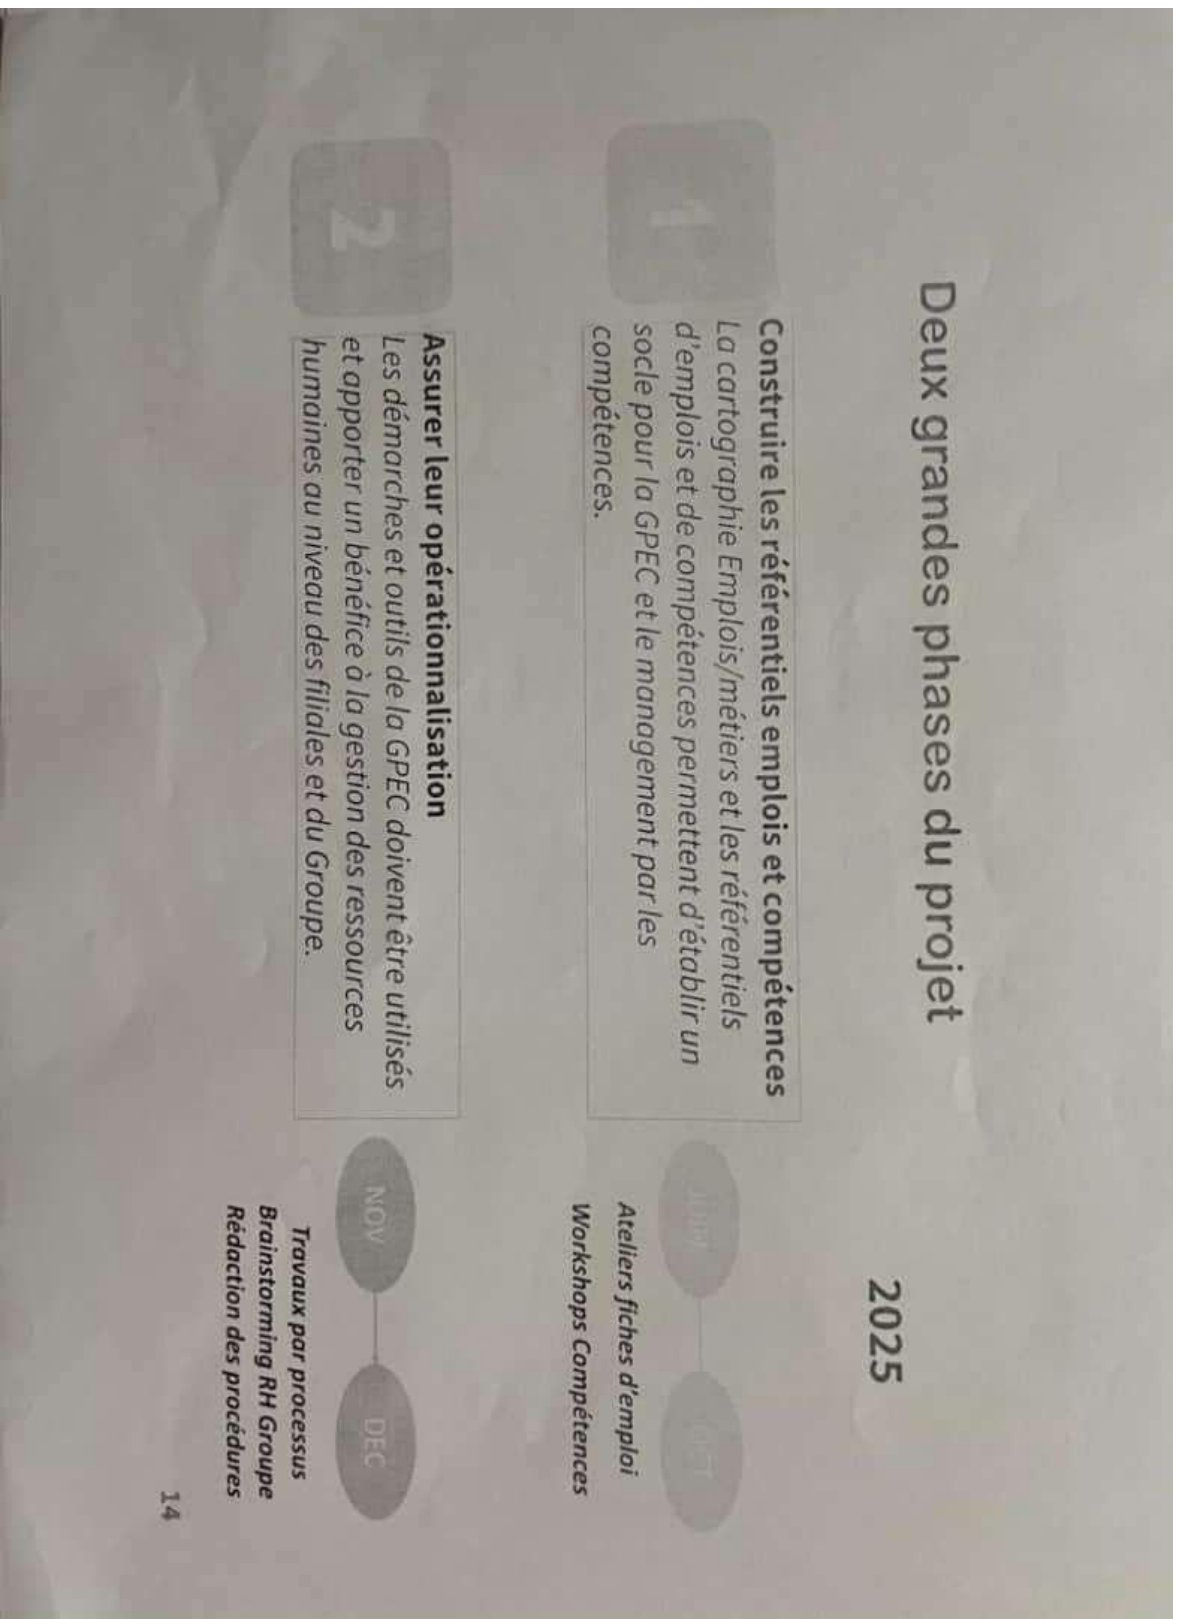 Deux grandes phases du projet
2025
1
Construire les référentiels emplois et compétences
La cartographie Emplois/métiers et les référentiels
d'emplois et de compétences permettent d'établir un
socle pour la GPEC et le management par les
compétences.
Ateliers fiches d'emploi
Workshops Compétences
2
Assurer leur opérationnalisation
Les démarches et outils de la GPEC doivent être utilisés
et apporter un bénéfice à la gestion des ressources
humaines au niveau des filiales et du Groupe.
NOV
DEC
Travaux par processus
Brainstorming RH Groupe
Rédaction des procédures
14